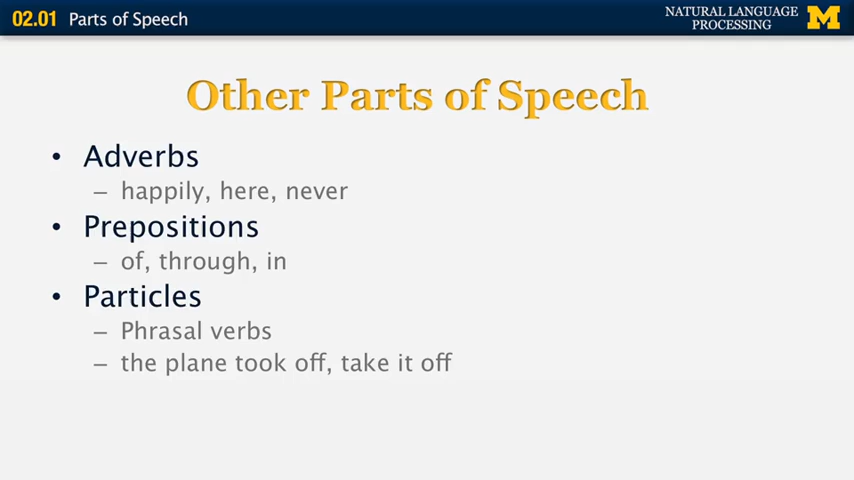 02.01 Parts of Speech
NATURAL LANGUAGE
PROCESSING
M
Other Parts of Speech
• Adverbs
– happily, here, never
• Prepositions
– of, through, in
• Particles
– Phrasal verbs
– the plane took off, take it off